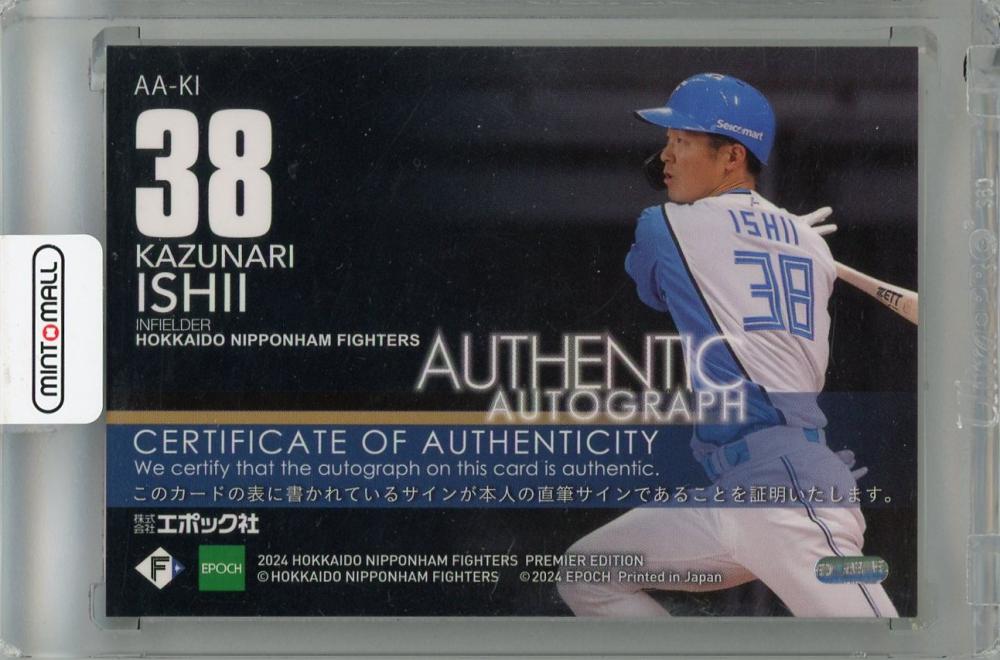 AA-KI
38
KAZUNARI
ISHII
INFIELDER
HOKKAIDO NIPPONHAM FIGHTERS
Seicomart
ISHII
38
ZETT
AUTHENTIC
AUTOGRAPH
CERTIFICATE OF AUTHENTICITY
We certify that the autograph on this card is authentic.
このカードの表に書かれているサインが本人の直筆サインであることを証明いたします。
株式会社エポック社
F
EPOCH
2024 HOKKAIDO NIPPONHAM FIGHTERS PREMIER EDITION
©HOKKAIDO NIPPONHAM FIGHTERS ©2024 EPOCH Printed in Japan
MINT MALL